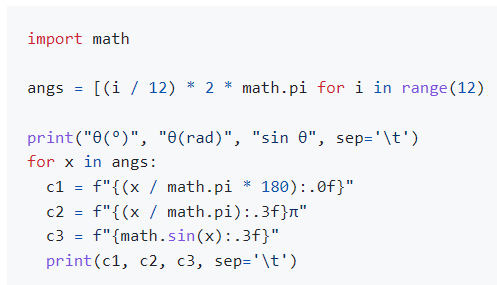 import math
angs = [(i / 12) * 2 * math.pi for i in range(12)
print("θ(°)", "θ(rad)", "sin θ", sep='\t')
for x in angs:
  c1 = f"{(x / math.pi * 180):.0f}"
  c2 = f"{(x / math.pi):.3f}π"
  c3 = f"{math.sin(x):.3f}"
  print(c1, c2, c3, sep='\t')